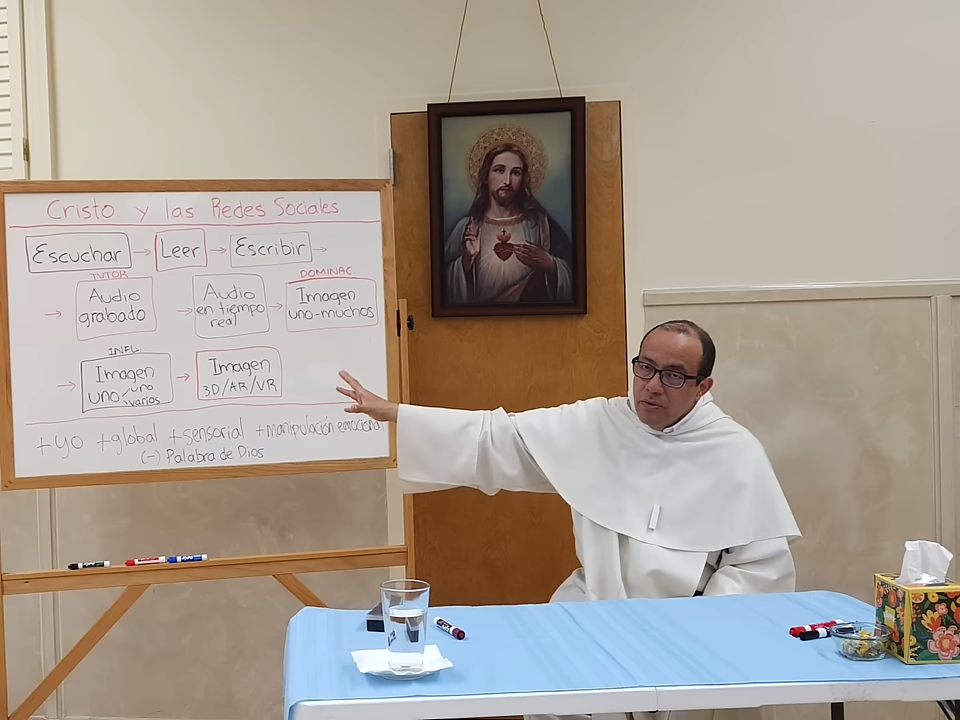 Cristo y las Redes Sociales
Escuchar → Leer → Escribir →
TUTOR
DOMINAC
→ Audio grabado
→ Audio en tiempo real → Imagen uno-muchos
INFL
→ Imagen uno uno varios → Imagen 3D/AR/VR
+yo +global +sensorial +manipulación emocional
(-) Palabra de Dios